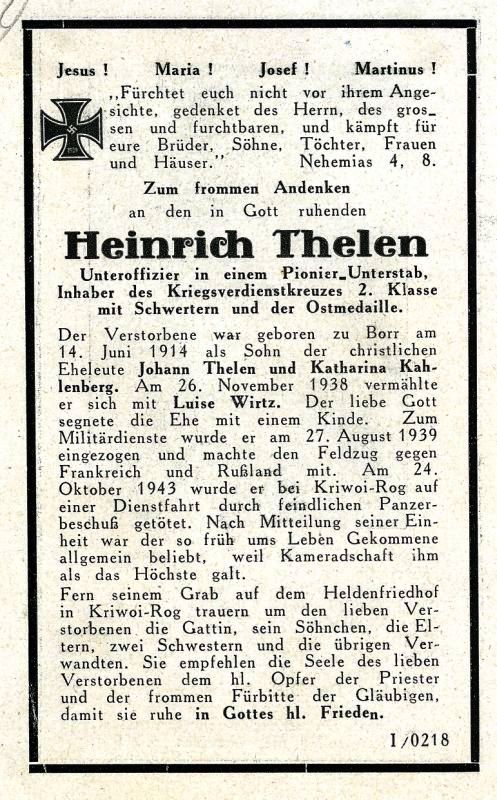 Jesus ! Maria ! Josef ! Martinus !
„Fürchtet euch nicht vor ihrem Ange-
sichte, gedenket des Herrn, des gros-
sen und furchtbaren, und kämpft für
eure Brüder, Söhne, Töchter, Frauen
und Häuser.” Nehemias 4, 8.
Zum frommen Andenken
an den in Gott ruhenden
Heinrich Thelen
Unteroffizier in einem Pionier-Unterstab,
Inhaber des Kriegsverdienstkreuzes 2. Klasse
mit Schwertern und der Ostmedaille.
Der Verstorbene war geboren zu Borr am
14. Juni 1914 als Sohn der christlichen
Eheleute Johann Thelen und Katharina Kah-
lenberg. Am 26. November 1938 vermählte
er sich mit Luise Wirtz. Der liebe Gott
segnete die Ehe mit einem Kinde. Zum
Militärdienste wurde er am 27. August 1939
eingezogen und machte den Feldzug gegen
Frankreich und Rußland mit. Am 24.
Oktober 1943 wurde er bei Kriwoi-Rog auf
einer Dienstfahrt durch feindlichen Panzer-
beschuß getötet. Nach Mitteilung seiner Ein-
heit war der so früh ums Leben Gekommene
allgemein beliebt, weil Kameradschaft ihm
als das Höchste galt.
Fern seinem Grab auf dem Heldenfriedhof
in Kriwoi-Rog trauern um den lieben Ver-
storbenen die Gattin, sein Söhnchen, die El-
tern, zwei Schwestern und die übrigen Ver-
wandten. Sie empfehlen die Seele des lieben
Verstorbenen dem hl. Opfer der Priester
und der frommen Fürbitte der Gläubigen,
damit sie ruhe in Gottes hl. Frieden.
I/0218